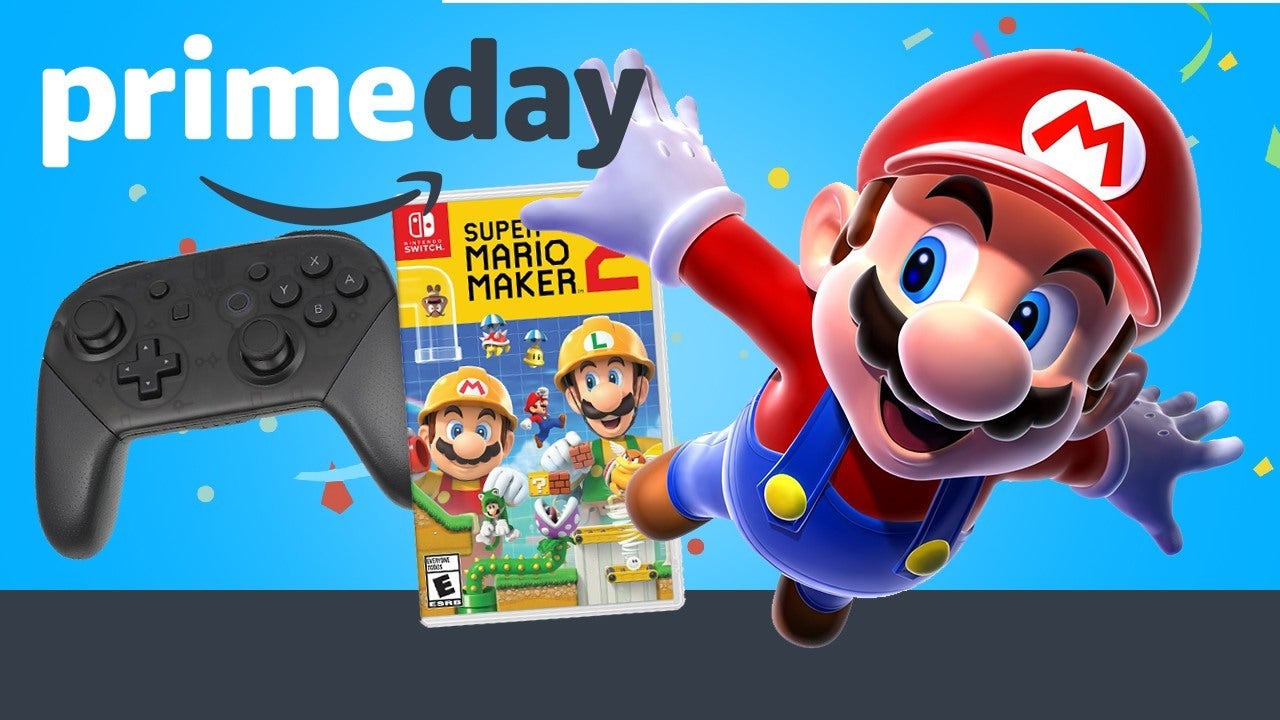 primeday
NINTENDO
SWITCH
SUPER
MARIO
MAKER 2
X
Y
A
B
M
L
M
?
EVERYONE
E
ESRB